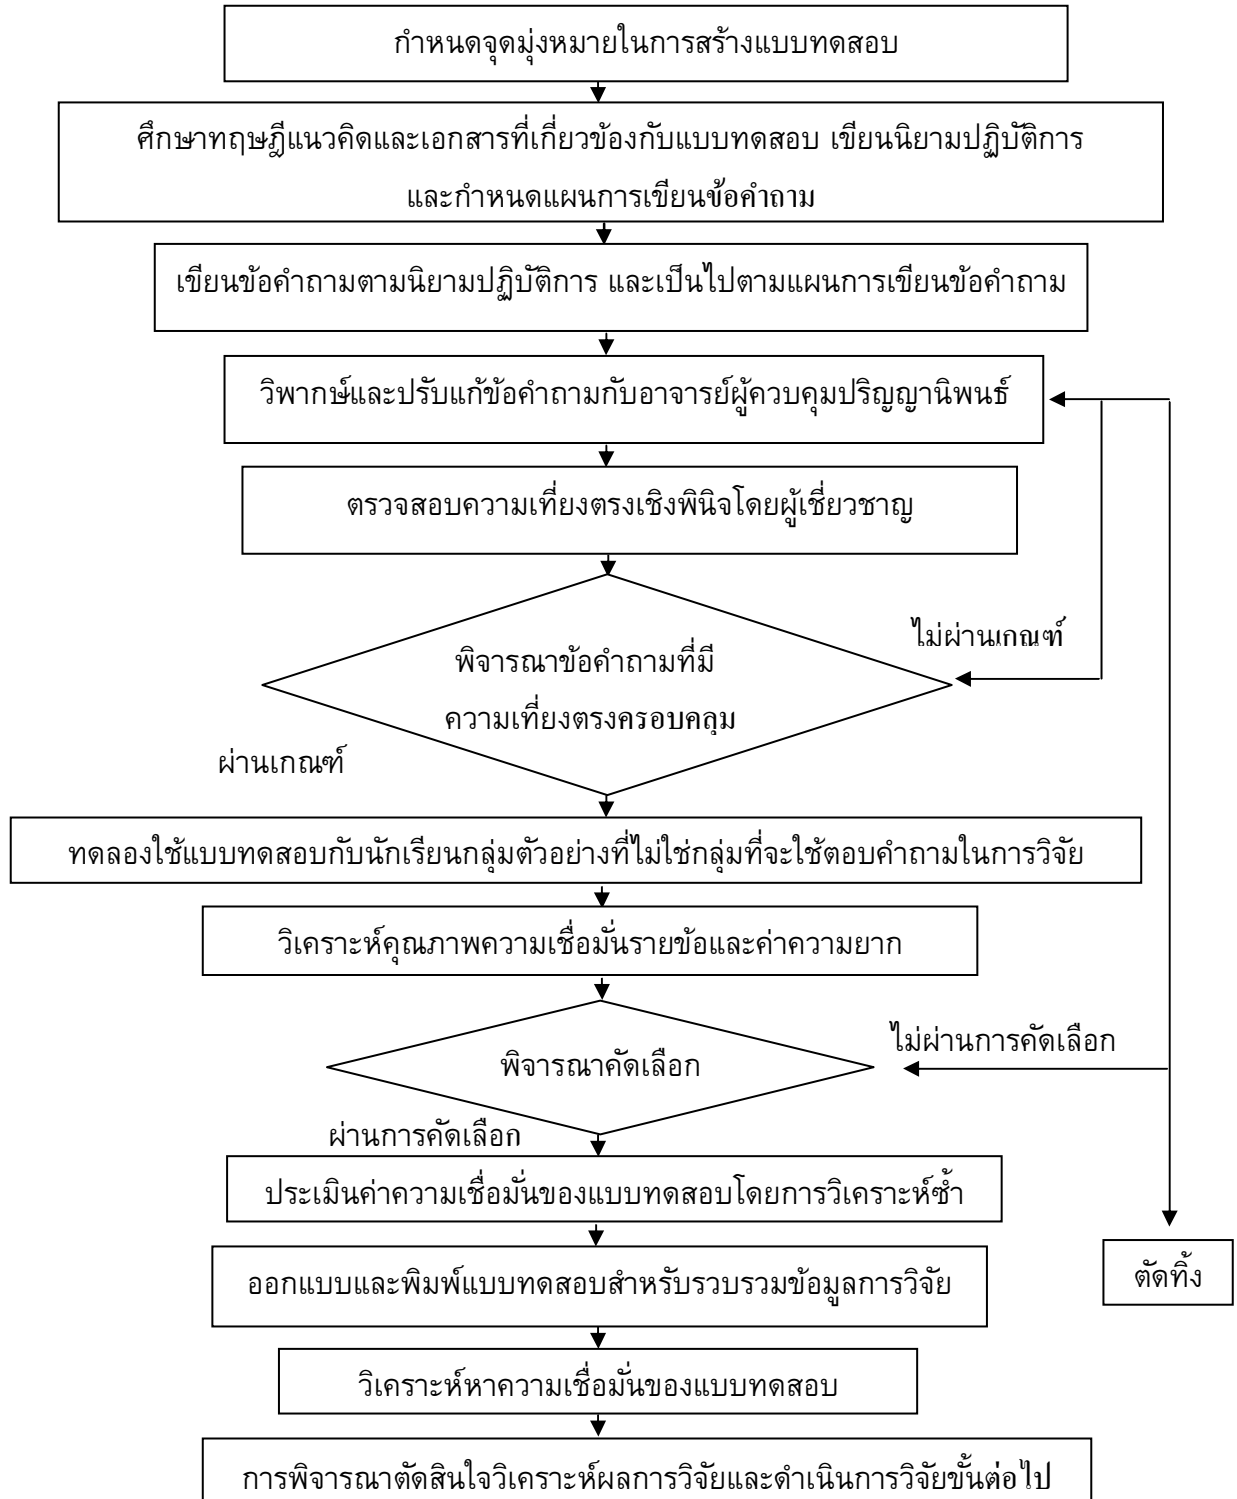 กำหนดจุดมุ่งหมายในการสร้างแบบทดสอบ
ศึกษาทฤษฎีแนวคิดและเอกสารที่เกี่ยวข้องกับแบบทดสอบ เขียนนิยามปฏิบัติการ
และกำหนดแผนการเขียนข้อคำถาม
เขียนข้อคำถามตามนิยามปฏิบัติการ และเป็นไปตามแผนการเขียนข้อคำถาม
วิพากษ์และปรับแก้ข้อคำถามกับอาจารย์ผู้ควบคุมปริญญานิพนธ์
ตรวจสอบความเที่ยงตรงเชิงพินิจโดยผู้เชี่ยวชาญ
ไม่ผ่านเกณฑ์
พิจารณาข้อคำถามที่มี
ความเที่ยงตรงครอบคลุม
ผ่านเกณฑ์
ทดลองใช้แบบทดสอบกับนักเรียนกลุ่มตัวอย่างที่ไม่ใช่กลุ่มที่จะใช้ตอบคำถามในการวิจัย
วิเคราะห์คุณภาพความเชื่อมั่นรายข้อและค่าความยาก
ไม่ผ่านการคัดเลือก
พิจารณาคัดเลือก
ผ่านการคัดเลือก
ประเมินค่าความเชื่อมั่นของแบบทดสอบโดยการวิเคราะห์ซ้ำ
ออกแบบและพิมพ์แบบทดสอบสำหรับรวบรวมข้อมูลการวิจัย
ตัดทิ้ง
วิเคราะห์หาความเชื่อมั่นของแบบทดสอบ
การพิจารณาตัดสินใจวิเคราะห์ผลการวิจัยและดำเนินการวิจัยขั้นต่อไป